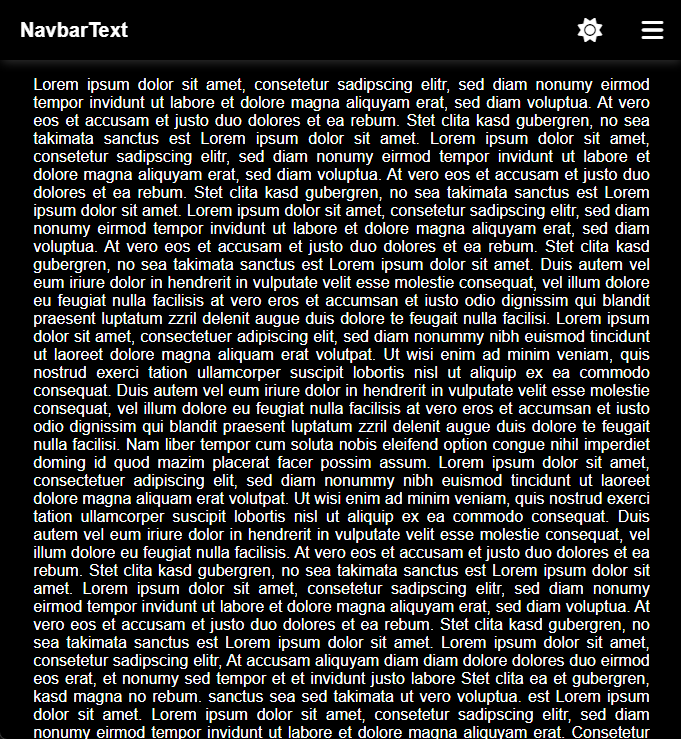 NavbarText
Lorem ipsum dolor sit amet, consetetur sadipscing elitr, sed diam nonumy eirmod
tempor invidunt ut labore et dolore magna aliquyam erat, sed diam voluptua. At vero
eos et accusam et justo duo dolores et ea rebum. Stet clita kasd gubergren, no sea
takimata sanctus est Lorem ipsum dolor sit amet. Lorem ipsum dolor sit amet,
consetetur sadipscing elitr, sed diam nonumy eirmod tempor invidunt ut labore et
dolore magna aliquyam erat, sed diam voluptua. At vero eos et accusam et justo duo
dolores et ea rebum. Stet clita kasd gubergren, no sea takimata sanctus est Lorem
ipsum dolor sit amet. Lorem ipsum dolor sit amet, consetetur sadipscing elitr, sed diam
nonumy eirmod tempor invidunt ut labore et dolore magna aliquyam erat, sed diam
voluptua. At vero eos et accusam et justo duo dolores et ea rebum. Stet clita kasd
gubergren, no sea takimata sanctus est Lorem ipsum dolor sit amet. Duis autem vel
eum iriure dolor in hendrerit in vulputate velit esse molestie consequat, vel illum dolore
eu feugiat nulla facilisis at vero eros et accumsan et iusto odio dignissim qui blandit
praesent luptatum zzril delenit augue duis dolore te feugait nulla facilisi. Lorem ipsum
dolor sit amet, consectetuer adipiscing elit, sed diam nonummy nibh euismod tincidunt
ut laoreet dolore magna aliquam erat volutpat. Ut wisi enim ad minim veniam, quis
nostrud exerci tation ullamcorper suscipit lobortis nisl ut aliquip ex ea commodo
consequat. Duis autem vel eum iriure dolor in hendrerit in vulputate velit esse molestie
consequat, vel illum dolore eu feugiat nulla facilisis at vero eros et accumsan et iusto
odio dignissim qui blandit praesent luptatum zzril delenit augue duis dolore te feugait
nulla facilisi. Nam liber tempor cum soluta nobis eleifend option congue nihil imperdiet
doming id quod mazim placerat facer possim assum. Lorem ipsum dolor sit amet,
consectetuer adipiscing elit, sed diam nonummy nibh euismod tincidunt ut laoreet
dolore magna aliquam erat volutpat. Ut wisi enim ad minim veniam, quis nostrud exerci
tation ullamcorper suscipit lobortis nisl ut aliquip ex ea commodo consequat. Duis
autem vel eum iriure dolor in hendrerit in vulputate velit esse molestie consequat, vel
illum dolore eu feugiat nulla facilisis. At vero eos et accusam et justo duo dolores et ea
rebum. Stet clita kasd gubergren, no sea takimata sanctus est Lorem ipsum dolor sit
amet. Lorem ipsum dolor sit amet, consetetur sadipscing elitr, sed diam nonumy
eirmod tempor invidunt ut labore et dolore magna aliquyam erat, sed diam voluptua. At
vero eos et accusam et justo duo dolores et ea rebum. Stet clita kasd gubergren, no
sea takimata sanctus est Lorem ipsum dolor sit amet. Lorem ipsum dolor sit amet,
consetetur sadipscing elitr, At accusam aliquyam diam diam dolore dolores duo eirmod
eos erat, et nonumy sed tempor et et invidunt justo labore Stet clita ea et gubergren,
kasd magna no rebum. sanctus sea sed takimata ut vero voluptua. est Lorem ipsum
dolor sit amet. Lorem ipsum dolor sit amet, consetetur sadipscing elitr, sed diam
nonumy eirmod tempor invidunt ut labore et dolore magna aliquyam erat. Consetetur